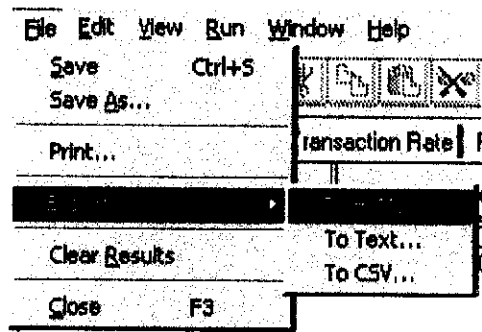 File Edit View Run Window Help
Save Ctrl+S
Save As...
Print...
ransaction Rate
To Text...
Clear Results
To CSV...
Close F3